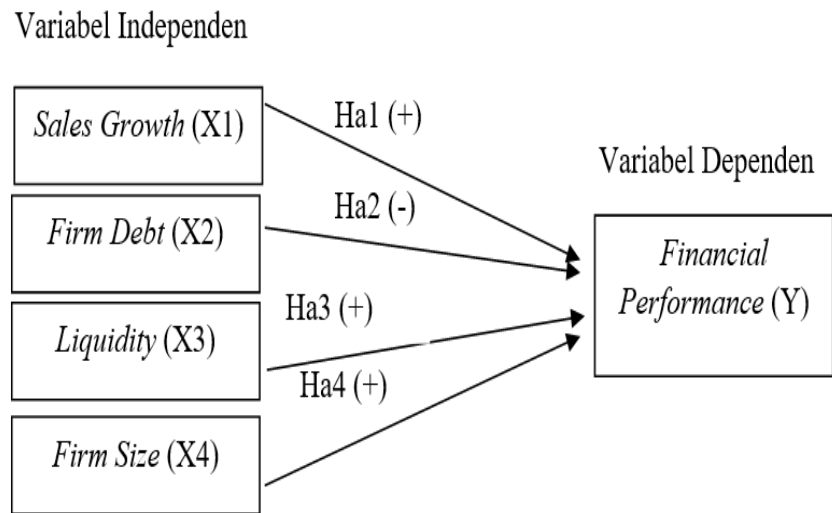 Variabel Independen
Sales Growth (X1)
Ha1 (+)
Variabel Dependen
Ha2 (-)
Firm Debt (X2)
Financial
Performance (Y)
Ha3 (+)
Liquidity (X3)
Ha4 (+)
Firm Size (X4)